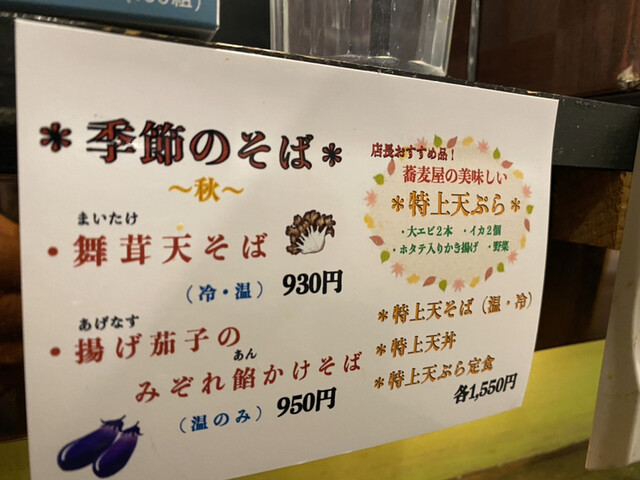 ＊季節のそば＊
～秋～
まいたけ
・舞茸天そば
（冷・温） 930円
あげなす
・揚げ茄子の
あん
みぞれ餡かけそば
（温のみ） 950円
店長おすすめ品！
蕎麦屋の美味しい
＊特上天ぷら＊
・大エビ2本 ・イカ2個
・ホタテ入りかき揚げ ・野菜
＊特上天そば（温・冷）
＊特上天丼
＊特上天ぷら定食
各1,550円